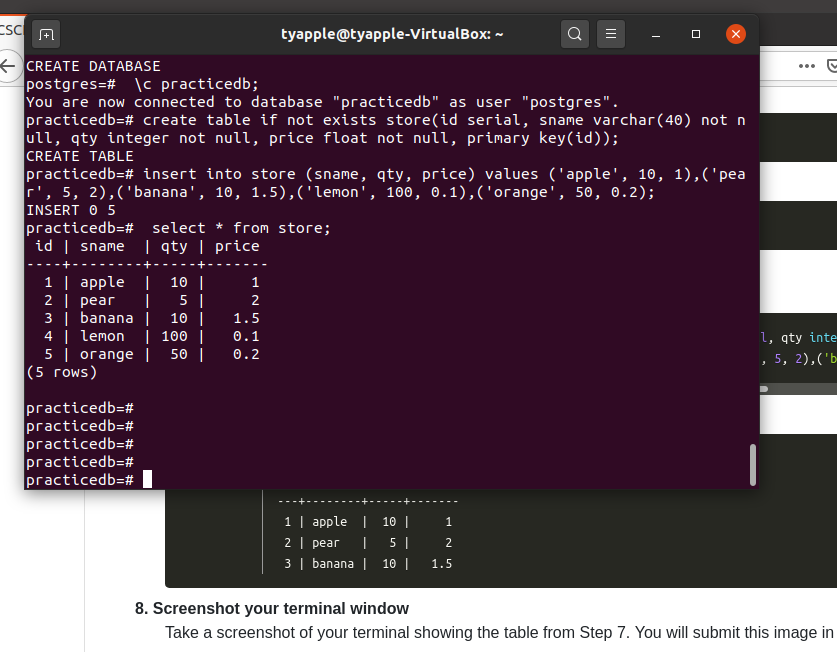 CSC
tyapple@tyapple-VirtualBox: ~
CREATE DATABASE
postgres=#  \c practicedb;
You are now connected to database "practicedb" as user "postgres".
practicedb=# create table if not exists store(id serial, sname varchar(40) not n
ull, qty integer not null, price float not null, primary key(id));
CREATE TABLE
practicedb=# insert into store (sname, qty, price) values ('apple', 10, 1),('pea
r', 5, 2),('banana', 10, 1.5),('lemon', 100, 0.1),('orange', 50, 0.2);
INSERT 0 5
practicedb=#  select * from store;
 id | sname  | qty | price
----+--------+-----+-------
  1 | apple  |  10 |     1
  2 | pear   |   5 |     2
  3 | banana |  10 |   1.5
  4 | lemon  | 100 |   0.1
  5 | orange |  50 |   0.2
(5 rows)
practicedb=#
practicedb=#
practicedb=#
practicedb=#
practicedb=#
l, qty inte
, 5, 2),('b
---+--------+-----+-------
 1 | apple  |  10 |     1
 2 | pear   |   5 |     2
 3 | banana |  10 |   1.5
8. Screenshot your terminal window
Take a screenshot of your terminal showing the table from Step 7. You will submit this image in